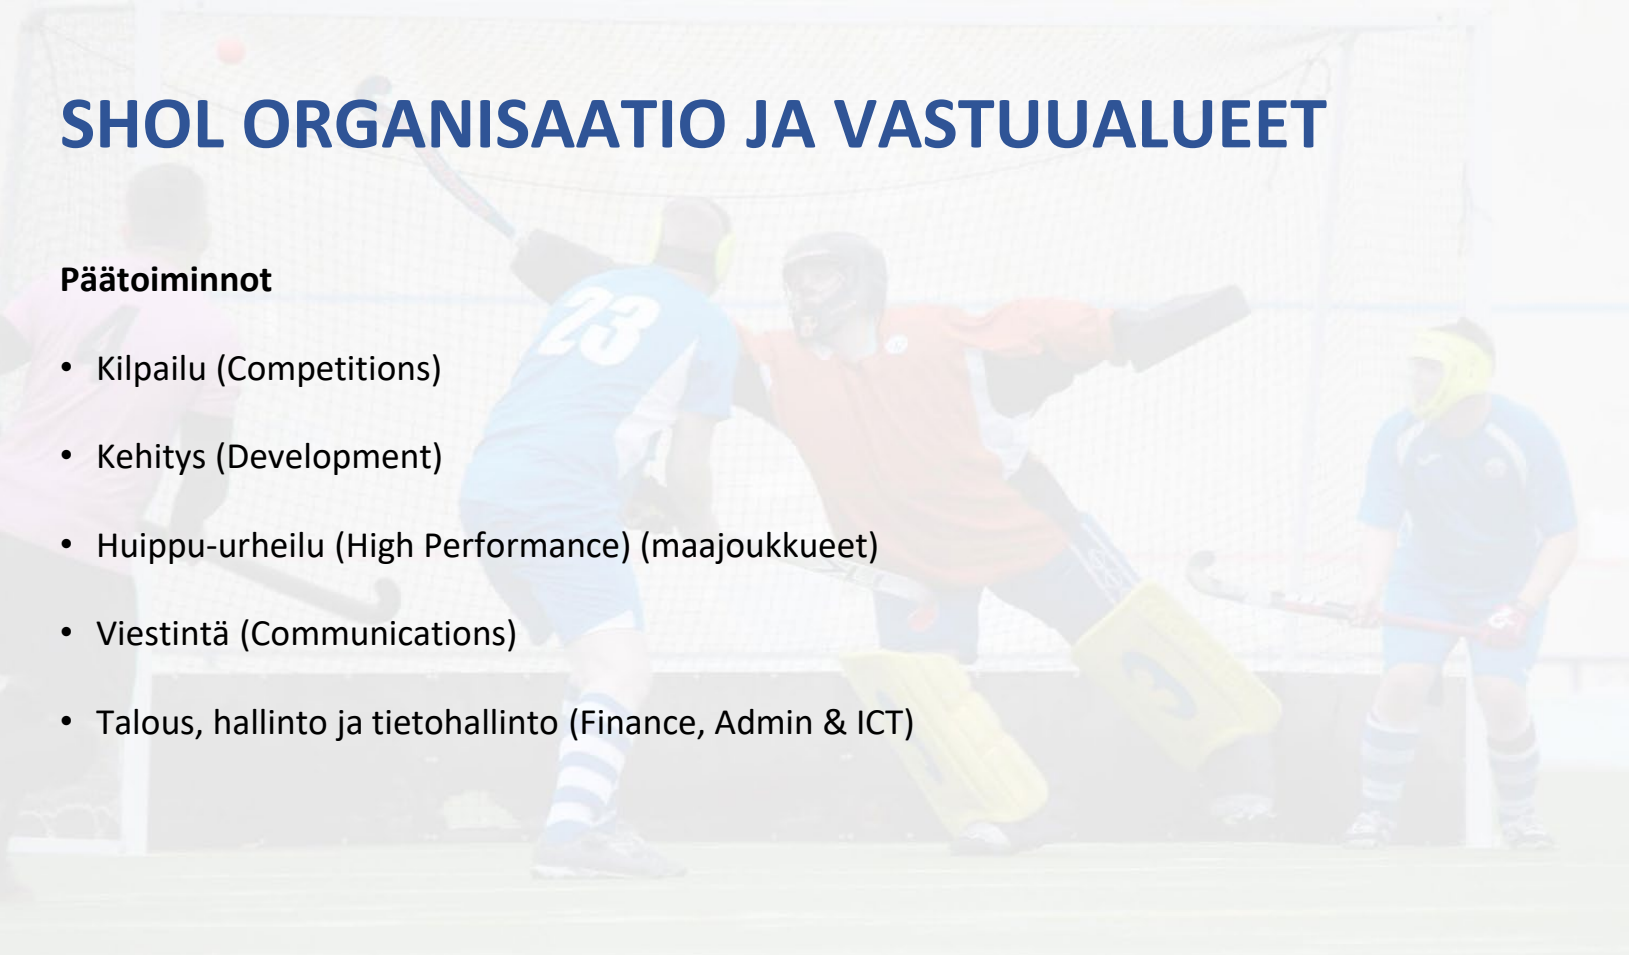 SHOL ORGANISAATIO JA VASTUUALUEET
Päätoiminnot
• Kilpailu (Competitions)
• Kehitys (Development)
• Huippu-urheilu (High Performance) (maajoukkueet)
• Viestintä (Communications)
• Talous, hallinto ja tietohallinto (Finance, Admin & ICT)
23